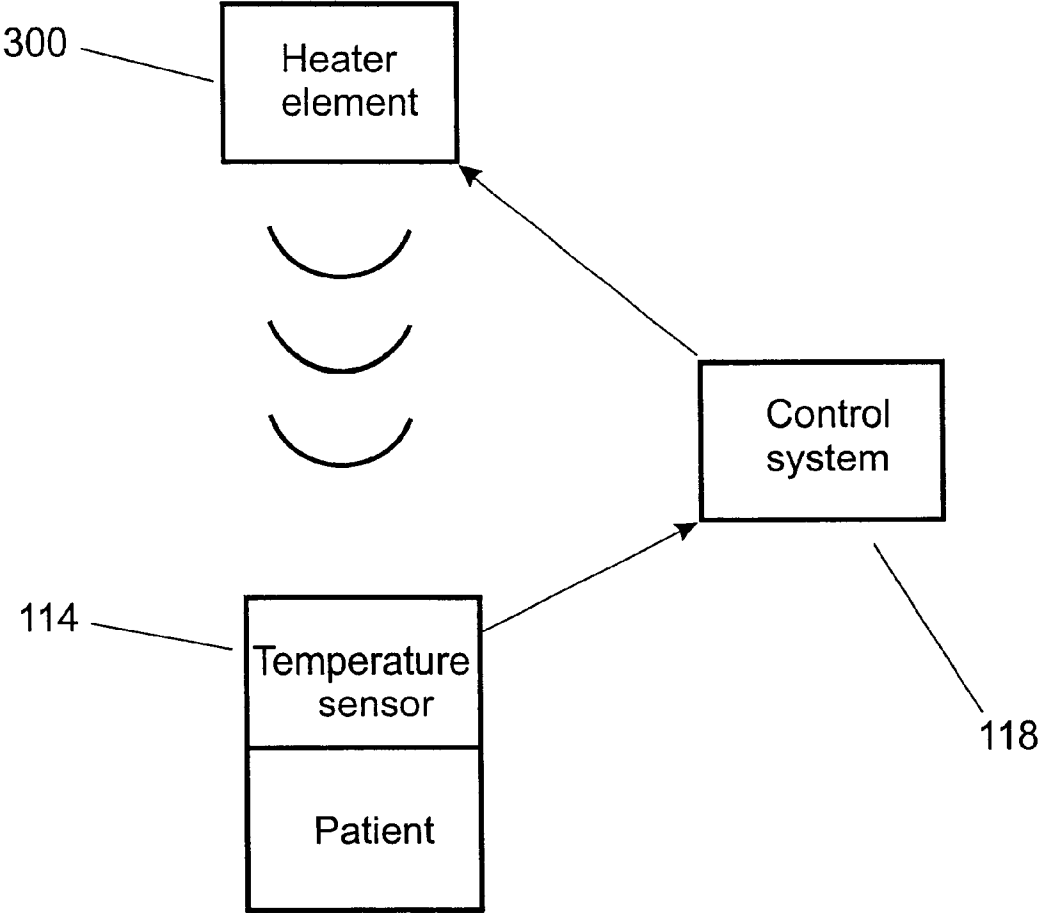 300
Heater
element
Control
system
114
Temperature
sensor
118
Patient